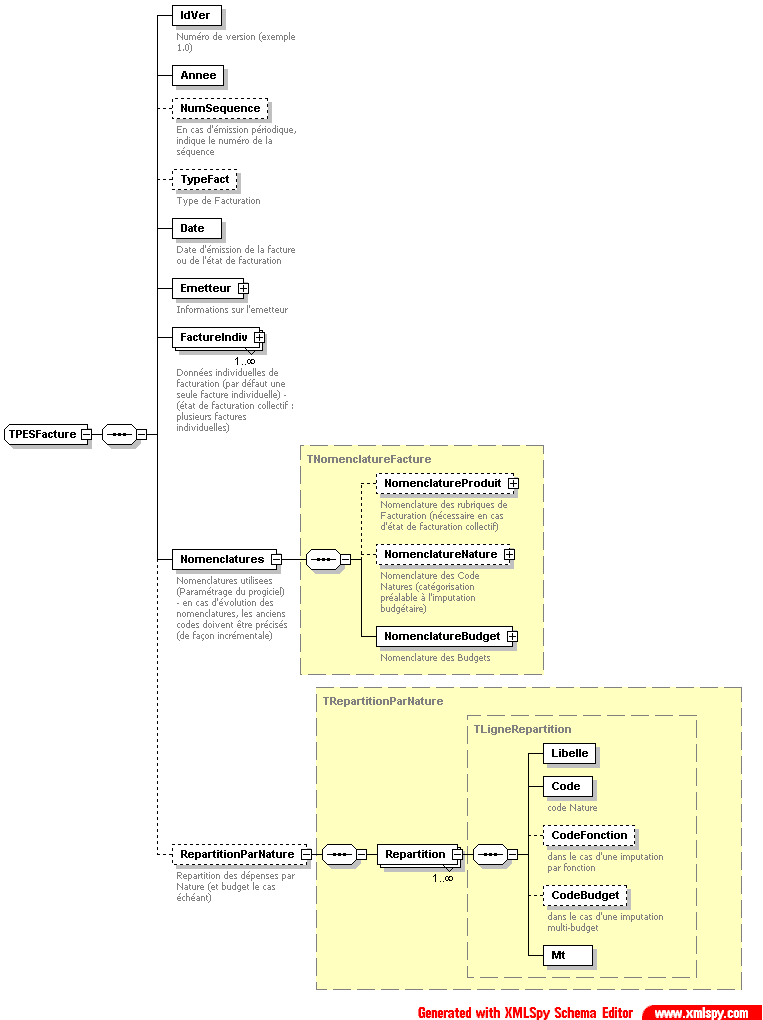 IdVer
Numéro de version (exemple
1.0)
Annee
NumSequence
En cas d'émission périodique,
indique le numéro de la
séquence
TypeFact
Type de Facturation
Date
Date d'émission de la facture
ou de l'état de facturation
Emetteur
Informations sur l'emetteur
FactureIndiv
1..∞
Données individuelles de
facturation (par défaut une
seule facture individuelle) -
(état de facturation collectif :
plusieurs factures
individuelles)
TPESFacture
TNomenclatureFacture
NomenclatureProduit
Nomenclature des rubriques de
Facturation (nécessaire en cas
d'état de facturation collectif)
NomenclatureNature
Nomenclature des Code
Natures (catégorisation
préalable à l'imputation
budgétaire)
NomenclatureBudget
Nomenclature des Budgets
Nomenclatures
Nomenclatures utilisees
(Paramétrage du progiciel)
- en cas d'évolution des
nomenclatures, les anciens
codes doivent être précisés
(de façon incrémentale)
TRepartitionParNature
TLigneRepartition
Libelle
Code
code Nature
CodeFonction
dans le cas d'une imputation
par fonction
CodeBudget
dans le cas d'une imputation
multi-budget
Mt
RepartitionParNature
Repartition des dépenses par
Nature (et budget le cas
échéant)
Repartition
1..∞
Generated with XMLSpy Schema Editor
www.xmlspy.com